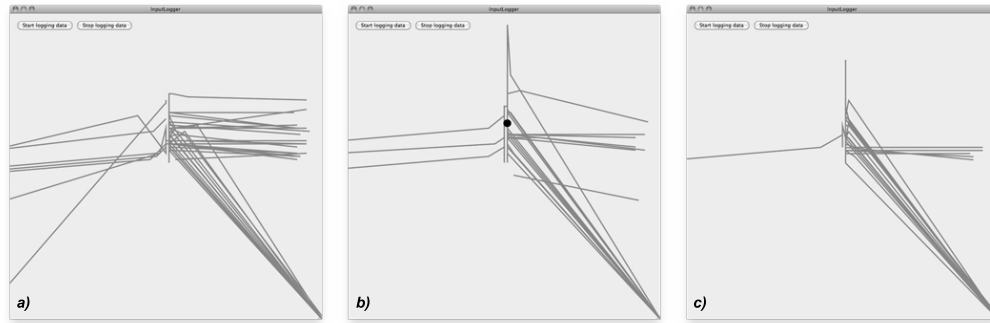 InputLogger
Start logging data Stop logging data
a)
InputLogger
Start logging data Stop logging data
b)
InputLogger
Start logging data Stop logging data
c)